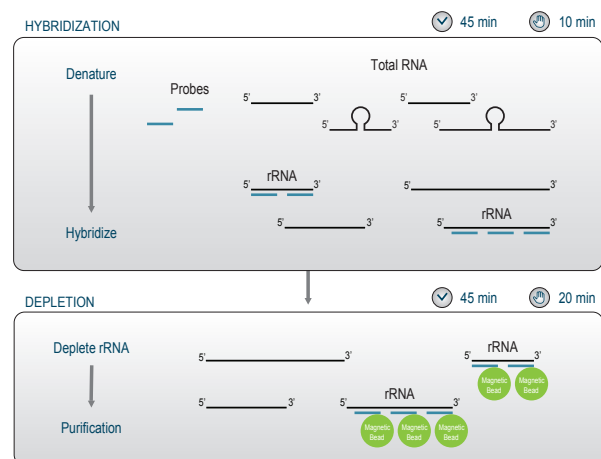 HYBRIDIZATION 45 min 10 min
Denature
Probes
Total RNA
5' 3' 5' 3'
5' 3' 5' 3'
rRNA
5' 3' 5' 3'
rRNA
Hybridize
5' 3' 5' 3'
DEPLETION 45 min 20 min
Deplete rRNA
rRNA
5' 3' 5' 3'
Magnetic Bead Magnetic Bead
rRNA
5' 3' 5' 3'
Purification
Magnetic Bead Magnetic Bead Magnetic Bead